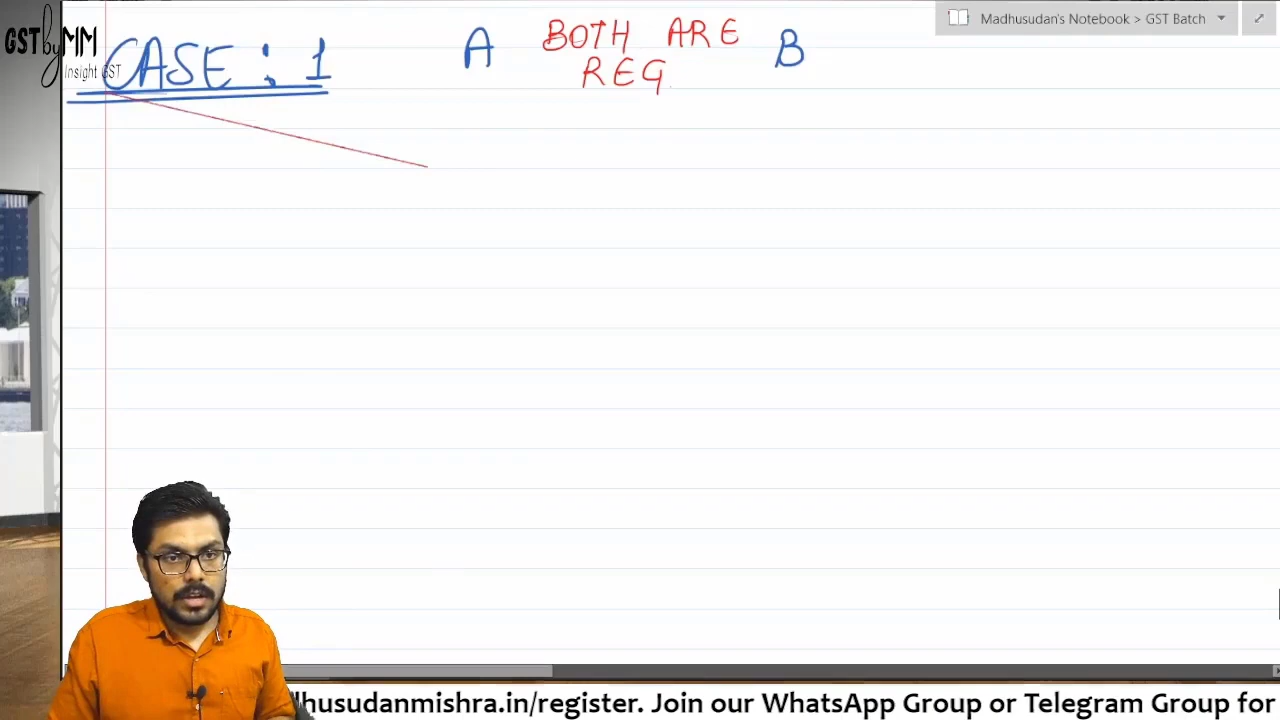 Madhusudan's Notebook > GST Batch
GST by MM
Insight GST
CASE : 1
A BOTH ARE B
REG
lhusudanmishra.in/register. Join our WhatsApp Group or Telegram Group for